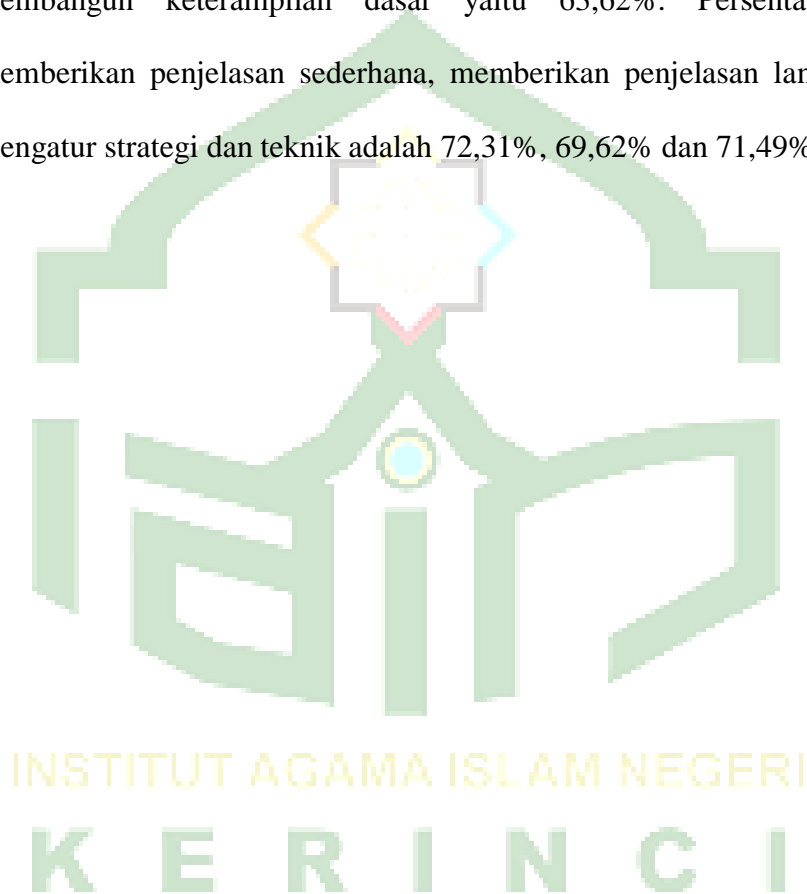 embangun keterampilan dasar yaitu Persenta
emberikan penjelasan sederhana, memberikan penjelasan lan
engatur strategi dan teknik adalah 72,31%, 69,62% dan 71,49%
INSTITUT AGAMA ISLAM NEGERI
K E R I N C I